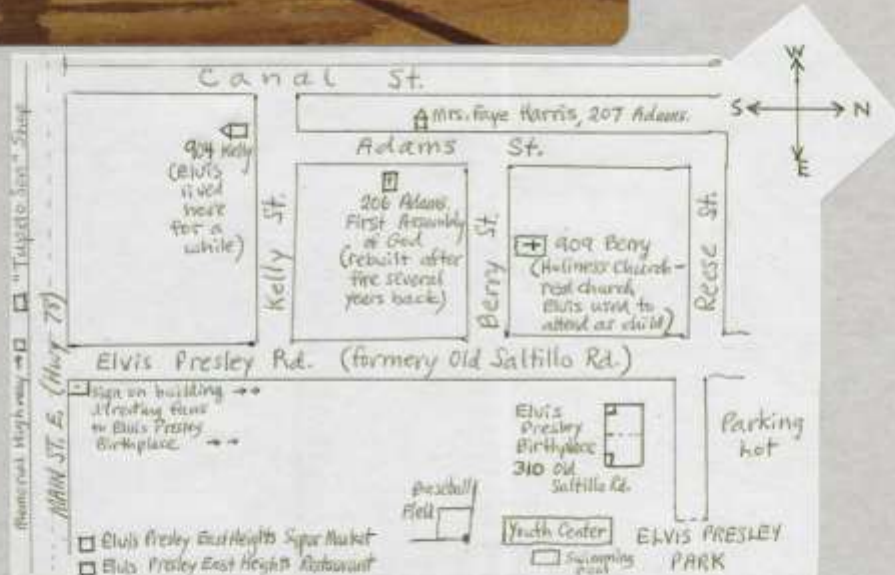 Canal St.
W
S N
E
Mrs. Faye Harris, 207 Adams.
Adams St.
904 Kelly
(Elvis
lived
here
for a
while)
Kelly St.
206 Adams.
First Assembly
of God
(rebuilt after
fire several
years back)
Berry St.
909 Berry
(Holiness Church -
real church
Elvis used to
attend as child)
Reese St.
"Tupelo Son" Shop
Memorial Highway
MAIN ST. E. (Hwy 78)
Elvis Presley Rd. (formery Old Saltillo Rd.)
Sign on building
directing fans
to Elvis Presley
Birthplace
Elvis
Presley
Birthplace
310 Old
Saltillo Rd.
Parking
Lot
Baseball
Field
Youth Center
Swimming
Pool
ELVIS PRESLEY
PARK
Elvis Presley East Heights Super Market
Elvis Presley East Heights Restaurant